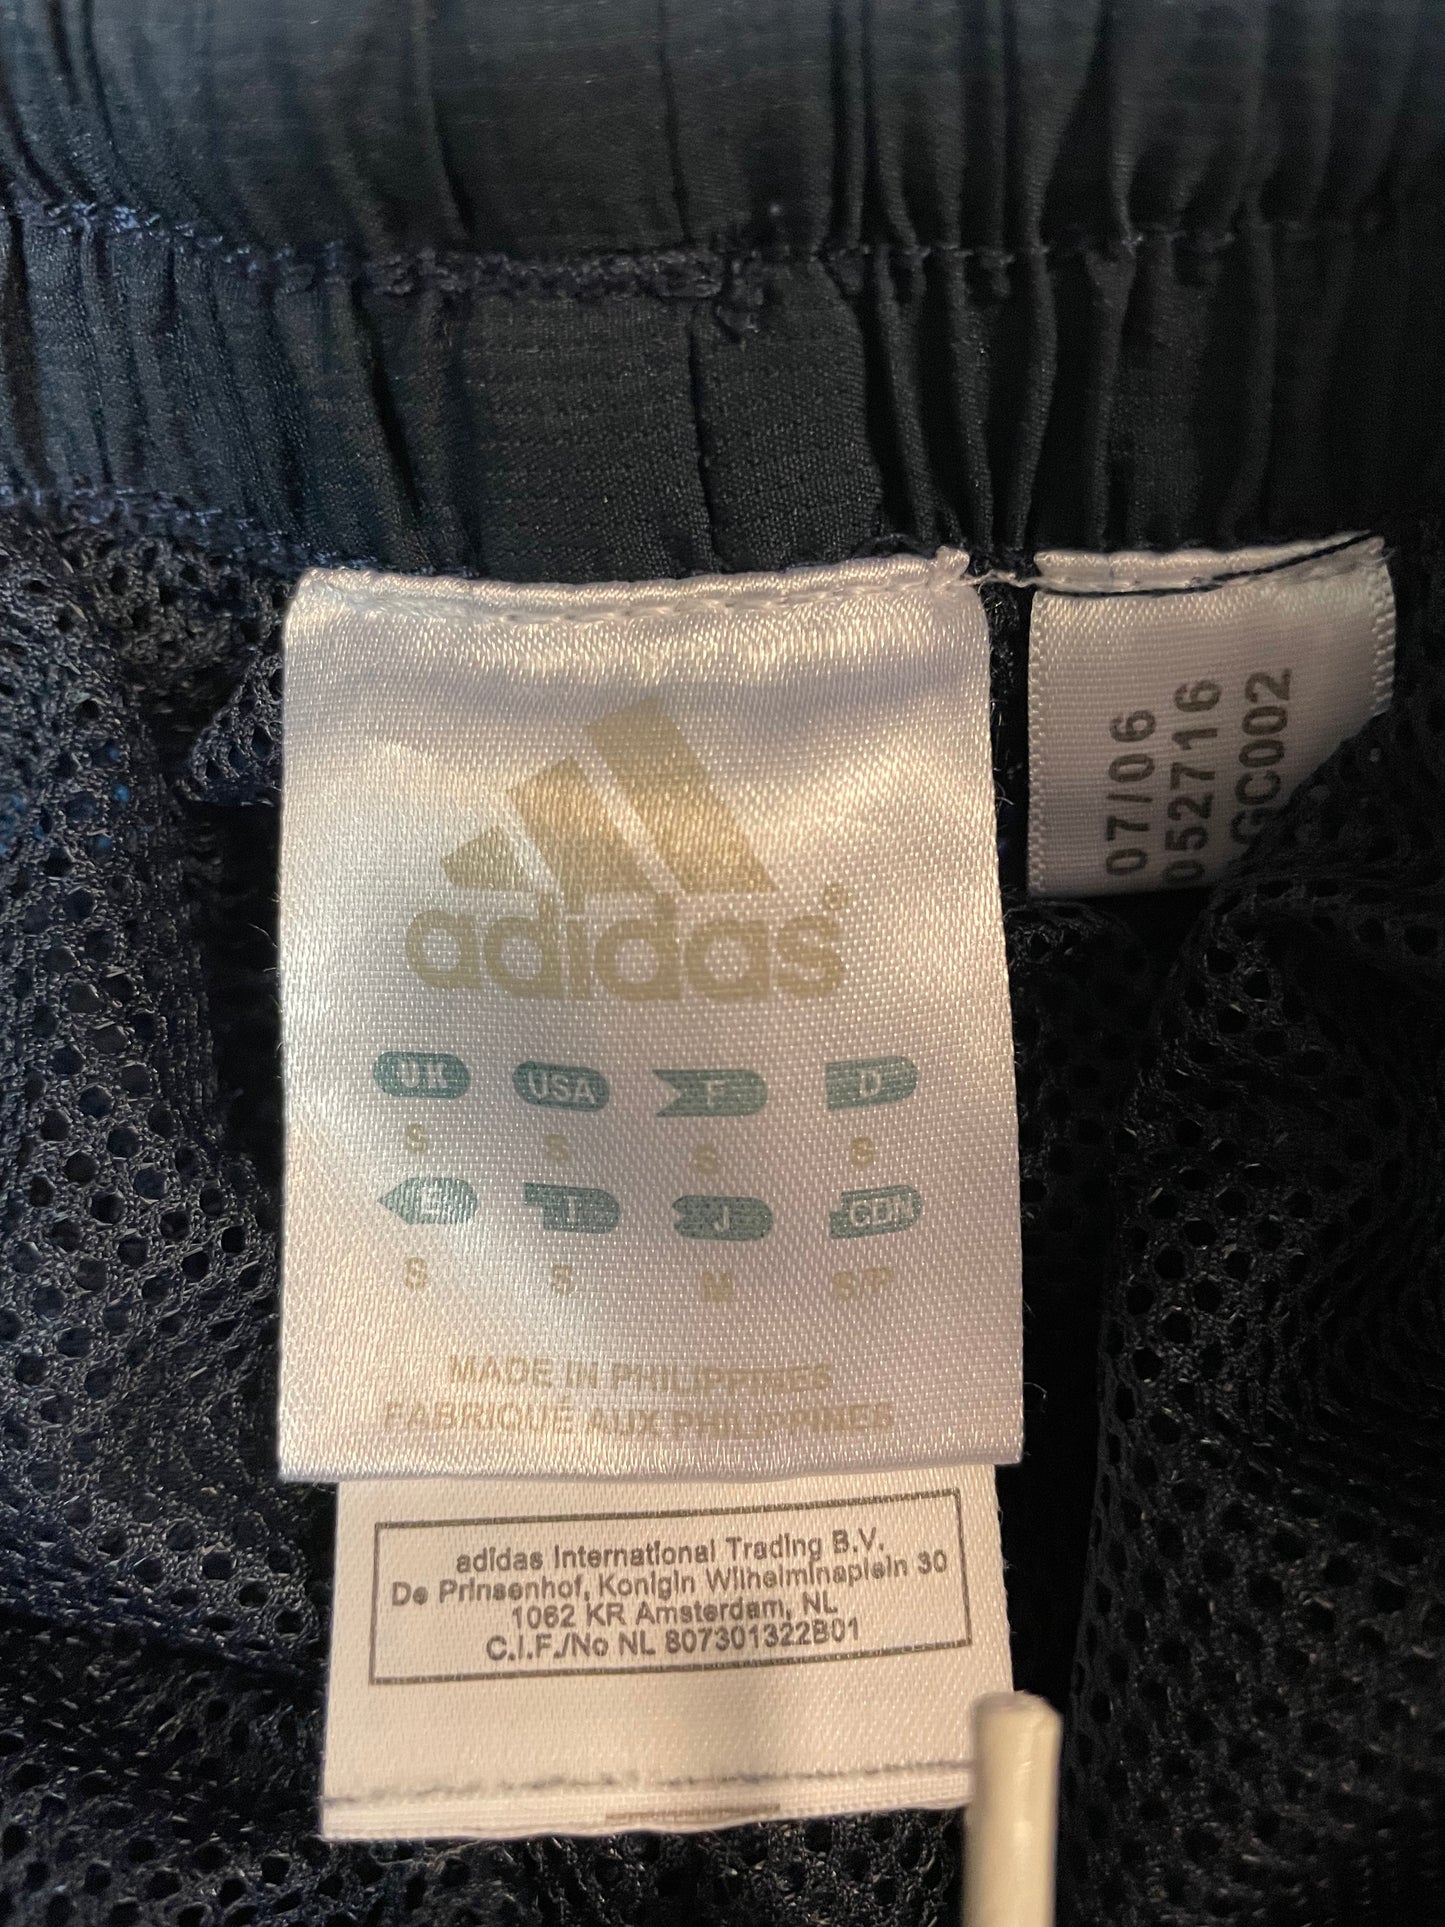 adidas®
UK USA F D
S S S S
E I J CDN
S S M S/P
MADE IN PHILIPPINES
FABRIQUÉ AUX PHILIPPINES
adidas International Trading B.V.
De Prinsenhof, Konigin Wilhelminaplein 30
1062 KR Amsterdam, NL
C.I.F./No NL 807301322B01
07/06
052716
GC002